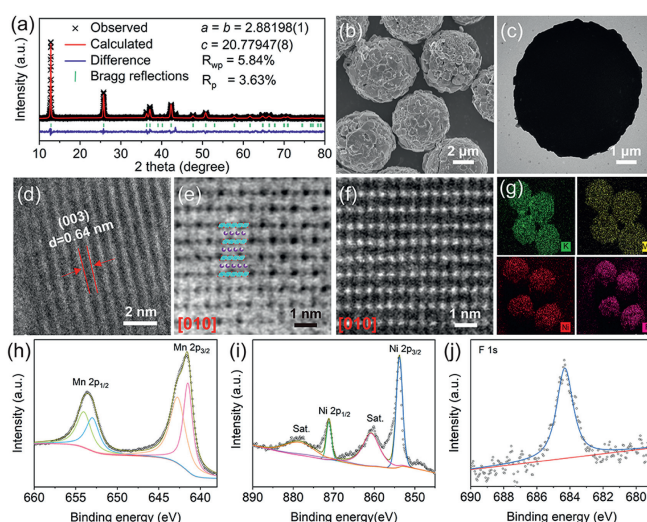 (a)
Observed
Calculated
Difference
Bragg reflections
a = b = 2.88198(1)
c = 20.77947(8)
Rwp = 5.84%
Rp = 3.63%
Intensity (a.u.)
10 20 30 40 50 60 70 80
2 theta (degree)
(b)
2 μm
(c)
1 μm
(d)
(003)
d=0.64 nm
2 nm
(e)
[010]
1 nm
(f)
[010]
1 nm
(g)
K
Ni
(h)
Mn 2p1/2
Mn 2p3/2
Intensity (a.u.)
660 655 650 645 640
Binding energy (eV)
(i)
Sat.
Ni 2p1/2
Sat.
Ni 2p3/2
Intensity (a.u.)
890 880 870 860 850
Binding energy (eV)
(j)
F 1s
Intensity (a.u.)
690 688 686 684 682 680
Binding energy (eV)